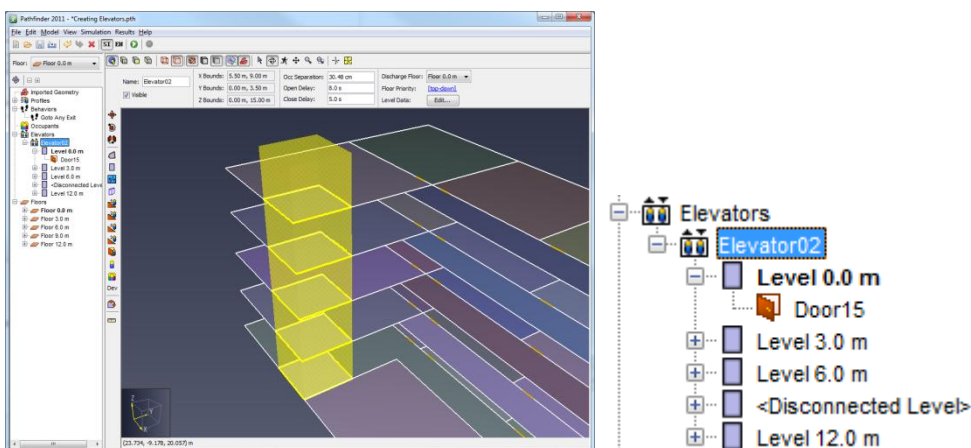 Pathfinder 2011 - *Creating Elevators.pth
File Edit Model View Simulation Results Help
Floor: Floor 0.0 m
Name: Elevator02
Visible
X Bounds: 5.50 m, 9.00 m
Y Bounds: 0.00 m, 3.50 m
Z Bounds: 0.00 m, 15.00 m
Occ Separation: 30.48 cm
Open Delay: 8.0 s
Close Delay: 5.0 s
Discharge Floor: Floor 0.0 m
Floor Priority: [top-down]
Level Data: Edit...
Imported Geometry
Profiles
Behaviors
Goto Any Exit
Occupants
Elevators
Elevator02
Level 0.0 m
Door15
Level 3.0 m
Level 6.0 m
<Disconnected Leve
Level 12.0 m
Floors
Floor 0.0 m
Floor 3.0 m
Floor 6.0 m
Floor 9.0 m
Floor 12.0 m
Dev
Z
Y
X
(23.734, -9.178, 20.057) m
Elevators
Elevator02
Level 0.0 m
Door15
Level 3.0 m
Level 6.0 m
<Disconnected Level>
Level 12.0 m